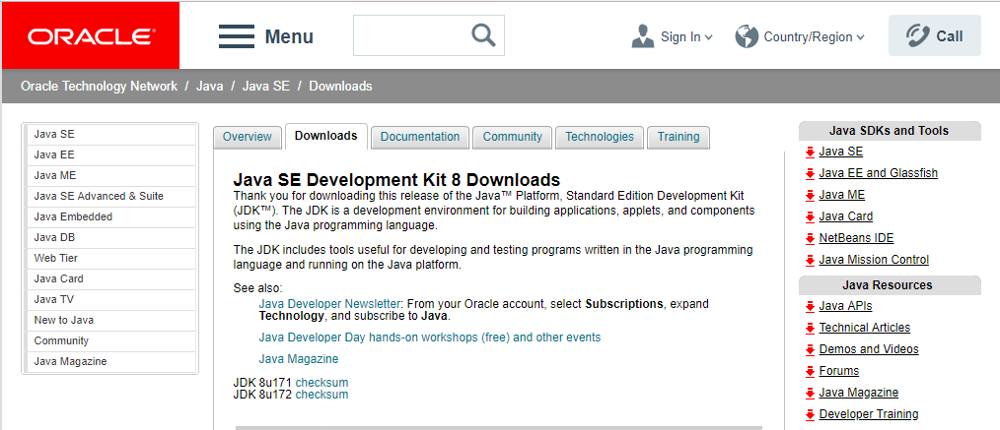 ORACLE®
Menu
Sign In
Country/Region
Call
Oracle Technology Network / Java / Java SE / Downloads
Java SE
Java EE
Java ME
Java SE Advanced & Suite
Java Embedded
Java DB
Web Tier
Java Card
Java TV
New to Java
Community
Java Magazine
Overview
Downloads
Documentation
Community
Technologies
Training
Java SE Development Kit 8 Downloads
Thank you for downloading this release of the Java™ Platform, Standard Edition Development Kit
(JDK™). The JDK is a development environment for building applications, applets, and components
using the Java programming language.
The JDK includes tools useful for developing and testing programs written in the Java programming
language and running on the Java platform.
See also:
Java Developer Newsletter: From your Oracle account, select Subscriptions, expand
Technology, and subscribe to Java.
Java Developer Day hands-on workshops (free) and other events
Java Magazine
JDK 8u171 checksum
JDK 8u172 checksum
Java SDKs and Tools
Java SE
Java EE and Glassfish
Java ME
Java Card
NetBeans IDE
Java Mission Control
Java Resources
Java APIs
Technical Articles
Demos and Videos
Forums
Java Magazine
Developer Training